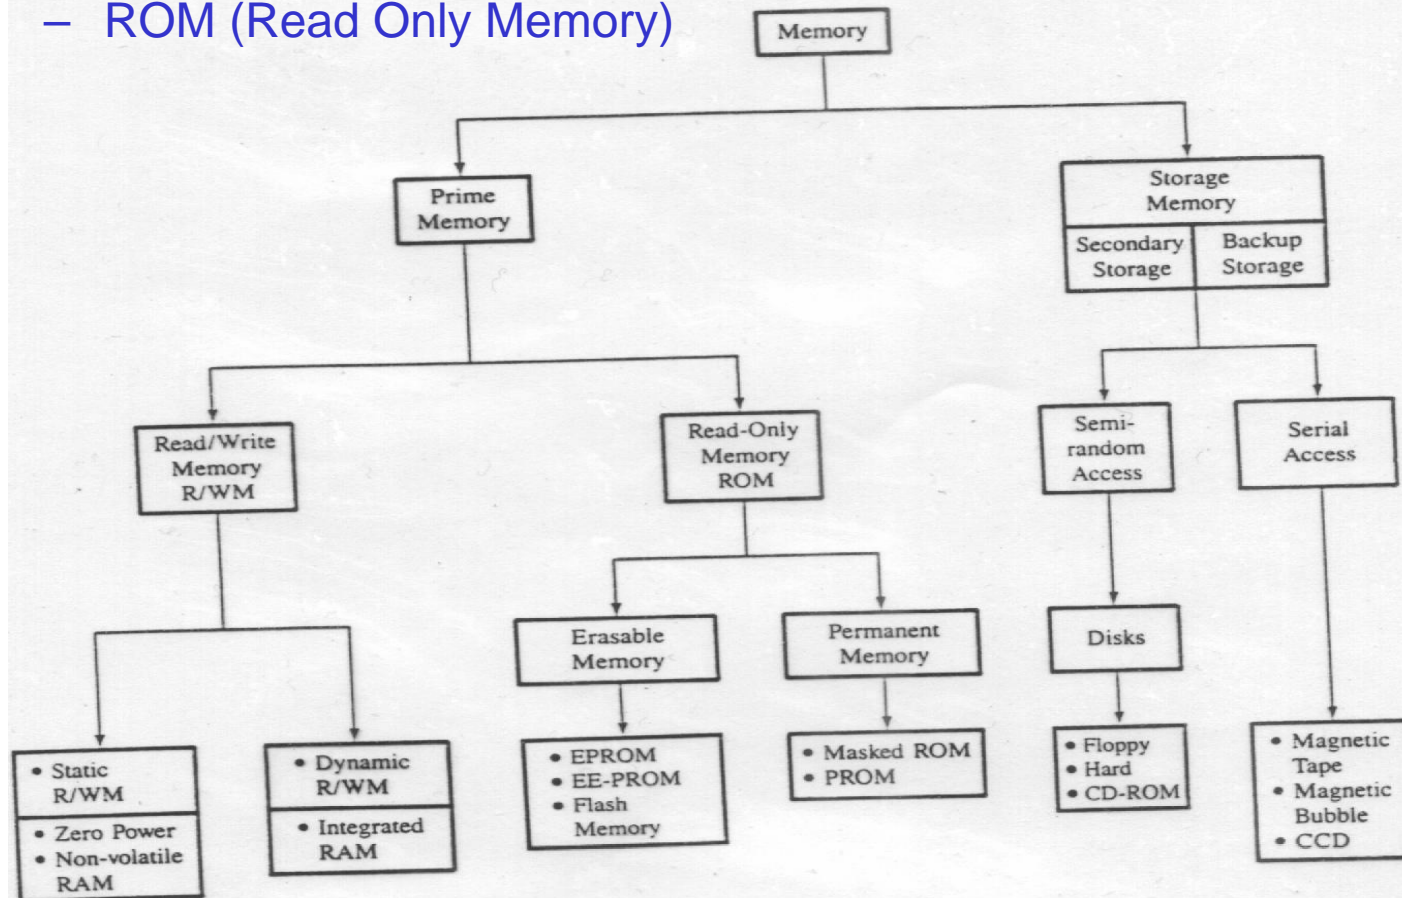 – ROM (Read Only Memory)
Memory
Prime
Memory
Storage
Memory
Secondary
Storage
Backup
Storage
Read/Write
Memory
R/WM
Read-Only
Memory
ROM
Semi-
random
Access
Serial
Access
Erasable
Memory
Permanent
Memory
Disks
• Static
R/WM
• Zero Power
• Non-volatile
RAM
• Dynamic
R/WM
• Integrated
RAM
• EPROM
• EE-PROM
• Flash
Memory
• Masked ROM
• PROM
• Floppy
• Hard
• CD-ROM
• Magnetic
Tape
• Magnetic
Bubble
• CCD